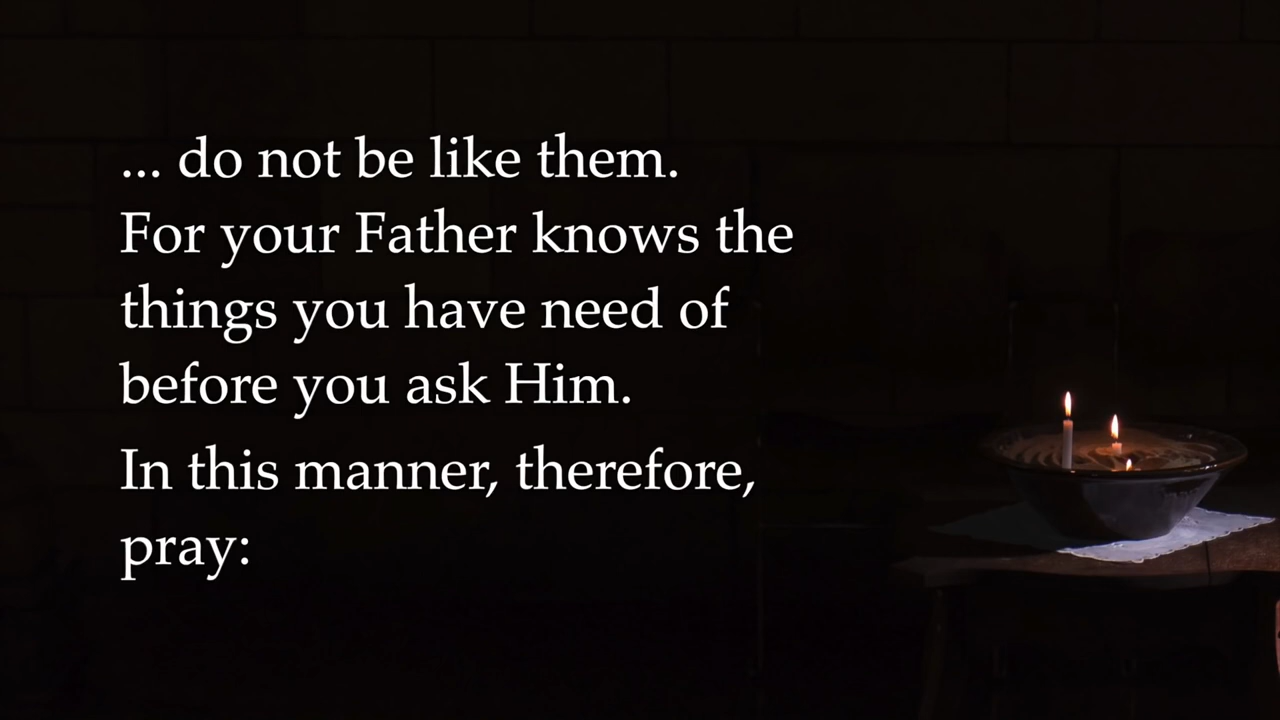 ... do not be like them.
For your Father knows the
things you have need of
before you ask Him.
In this manner, therefore,
pray: